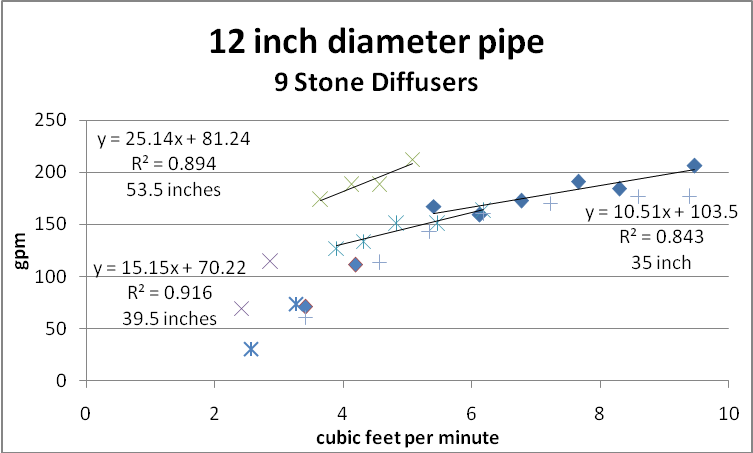 12 inch diameter pipe
9 Stone Diffusers
250
200
150
100
50
0
gpm
y = 25.14x + 81.24
R² = 0.894
53.5 inches
y = 10.51x + 103.5
R² = 0.843
35 inch
y = 15.15x + 70.22
R² = 0.916
39.5 inches
0 2 4 6 8 10
cubic feet per minute